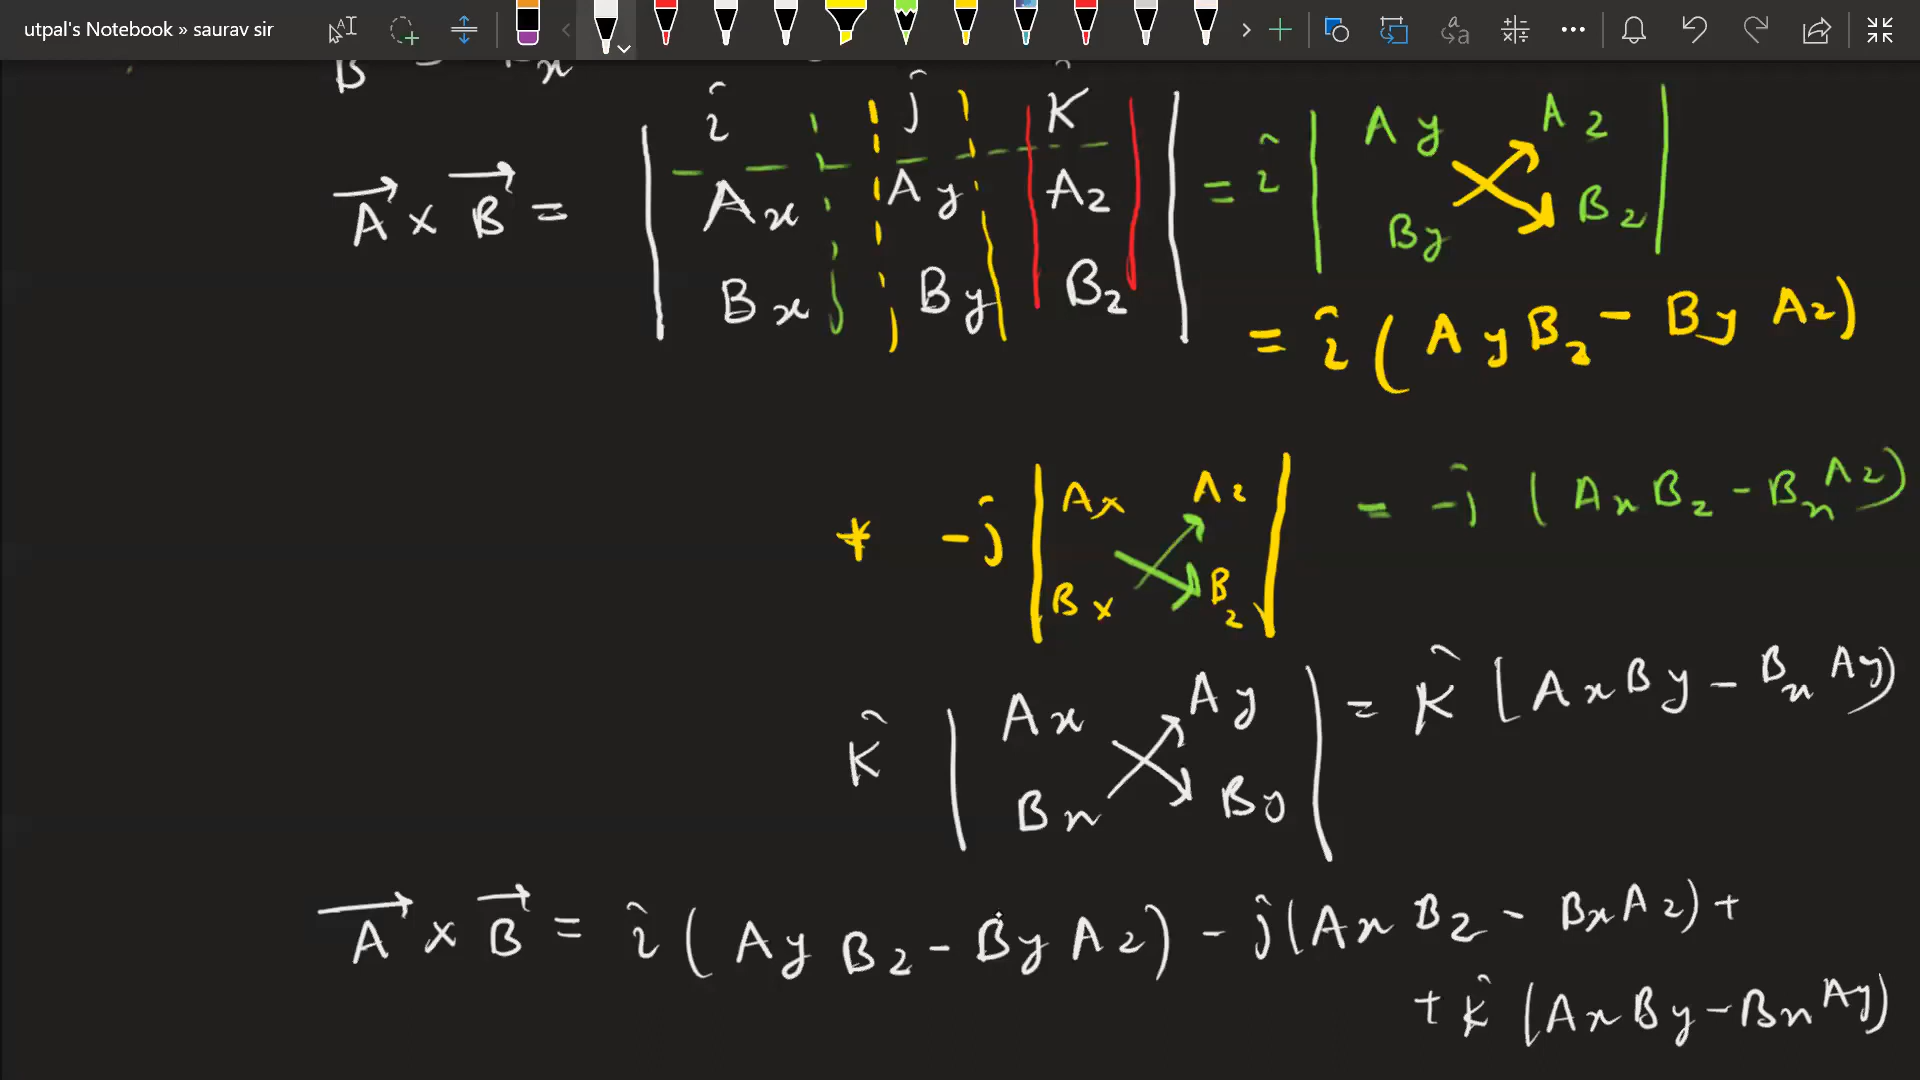 utpal's Notebook » saurav sir
B x
î ĵ K̂
A⃗ × B⃗ = | Ax Ay Az | = î | Ay Az |
Bx By Bz By Bz
= î ( Ay Bz - By Az )
* -ĵ | Ax Az | = -ĵ ( Ax Bz - Bx Az )
Bx Bz
K̂ | Ax Ay | = K̂ [ Ax By - Bx Ay )
Bx By
A⃗ × B⃗ = î ( Ay Bz - By Az ) - ĵ ( Ax Bz - Bx Az ) +
+ K̂ ( Ax By - Bx Ay )